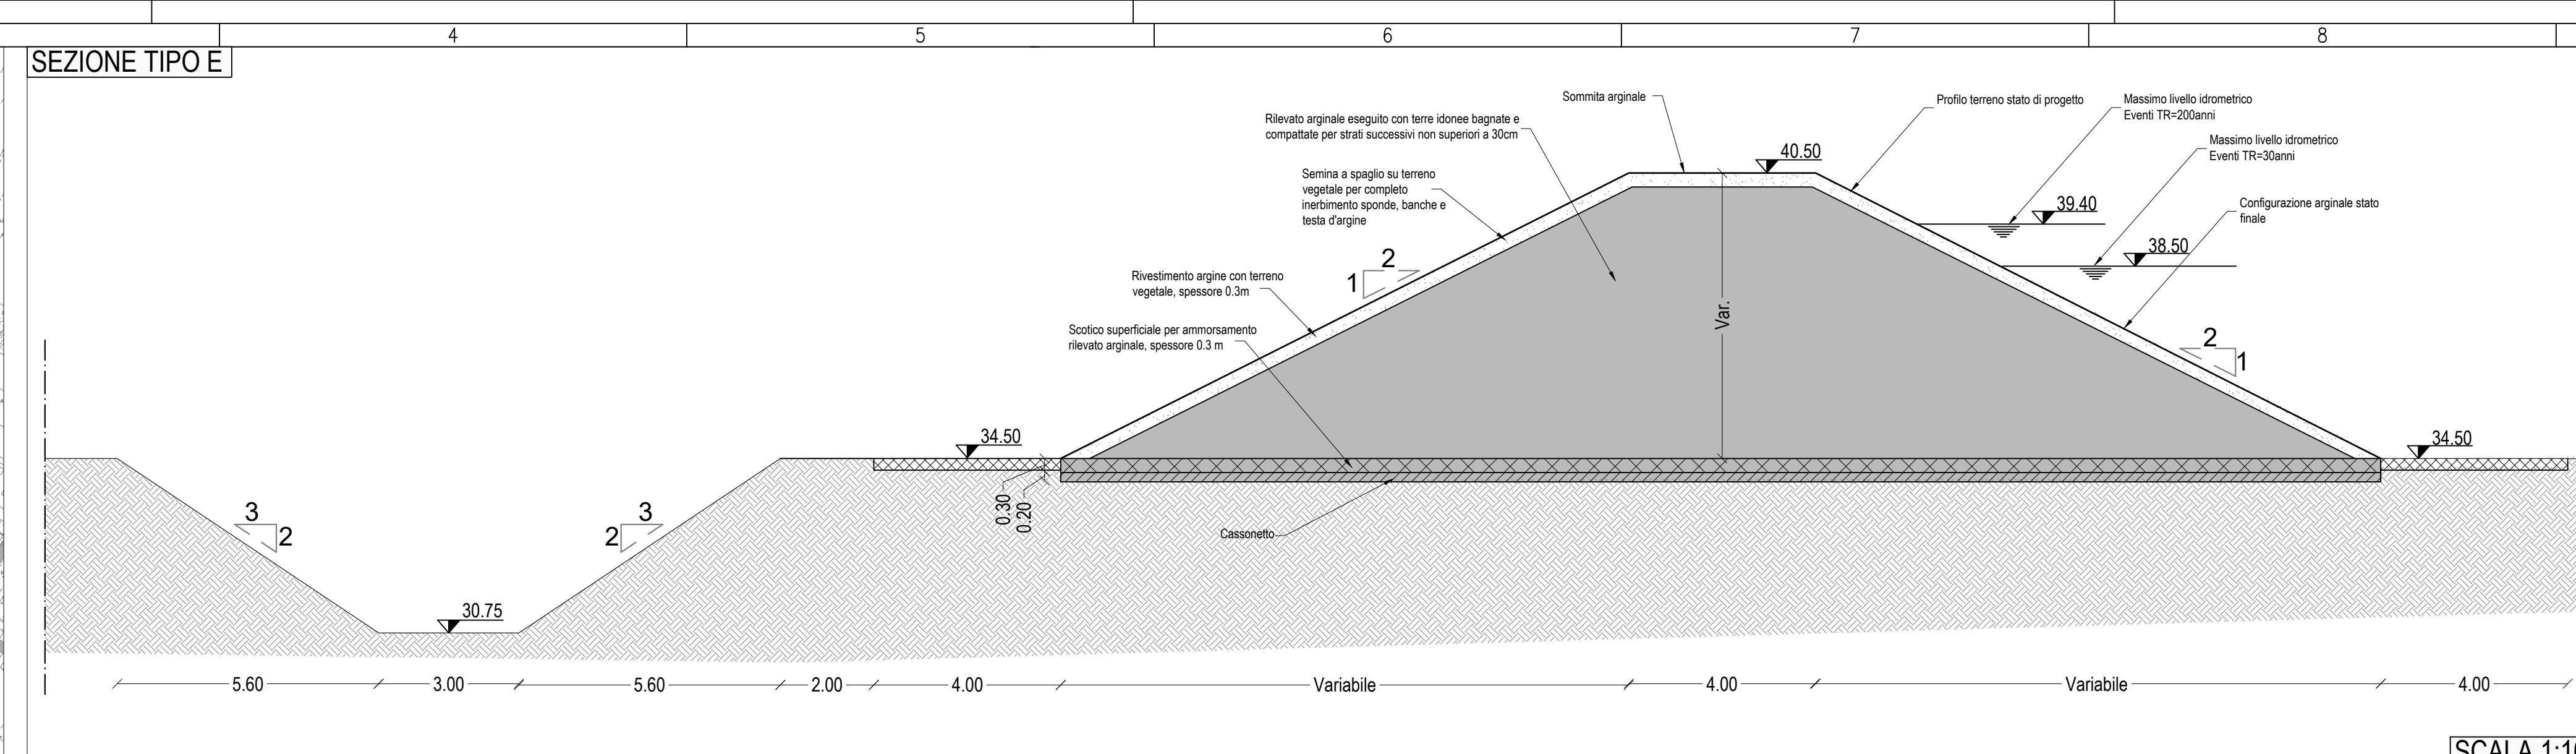 4
5
6
7
8
SEZIONE TIPO E
Sommita arginale
Rilevato arginale eseguito con terre idonee bagnate e
compattate per strati successivi non superiori a 30cm
Semina a spaglio su terreno
vegetale per completo
inerbimento sponde, banche e
testa d'argine
Rivestimento argine con terreno
vegetale, spessore 0.3m
Scotico superficiale per ammorsamento
rilevato arginale, spessore 0.3 m
Profilo terreno stato di progetto
Massimo livello idrometrico
Eventi TR=200anni
Massimo livello idrometrico
Eventi TR=30anni
Configurazione arginale stato
finale
40.50
39.40
38.50
2
1
Var.
2
1
34.50
34.50
0.30
0.20
3
2
3
2
Cassonetto
30.75
5.60
3.00
5.60
2.00
4.00
Variabile
4.00
Variabile
4.00